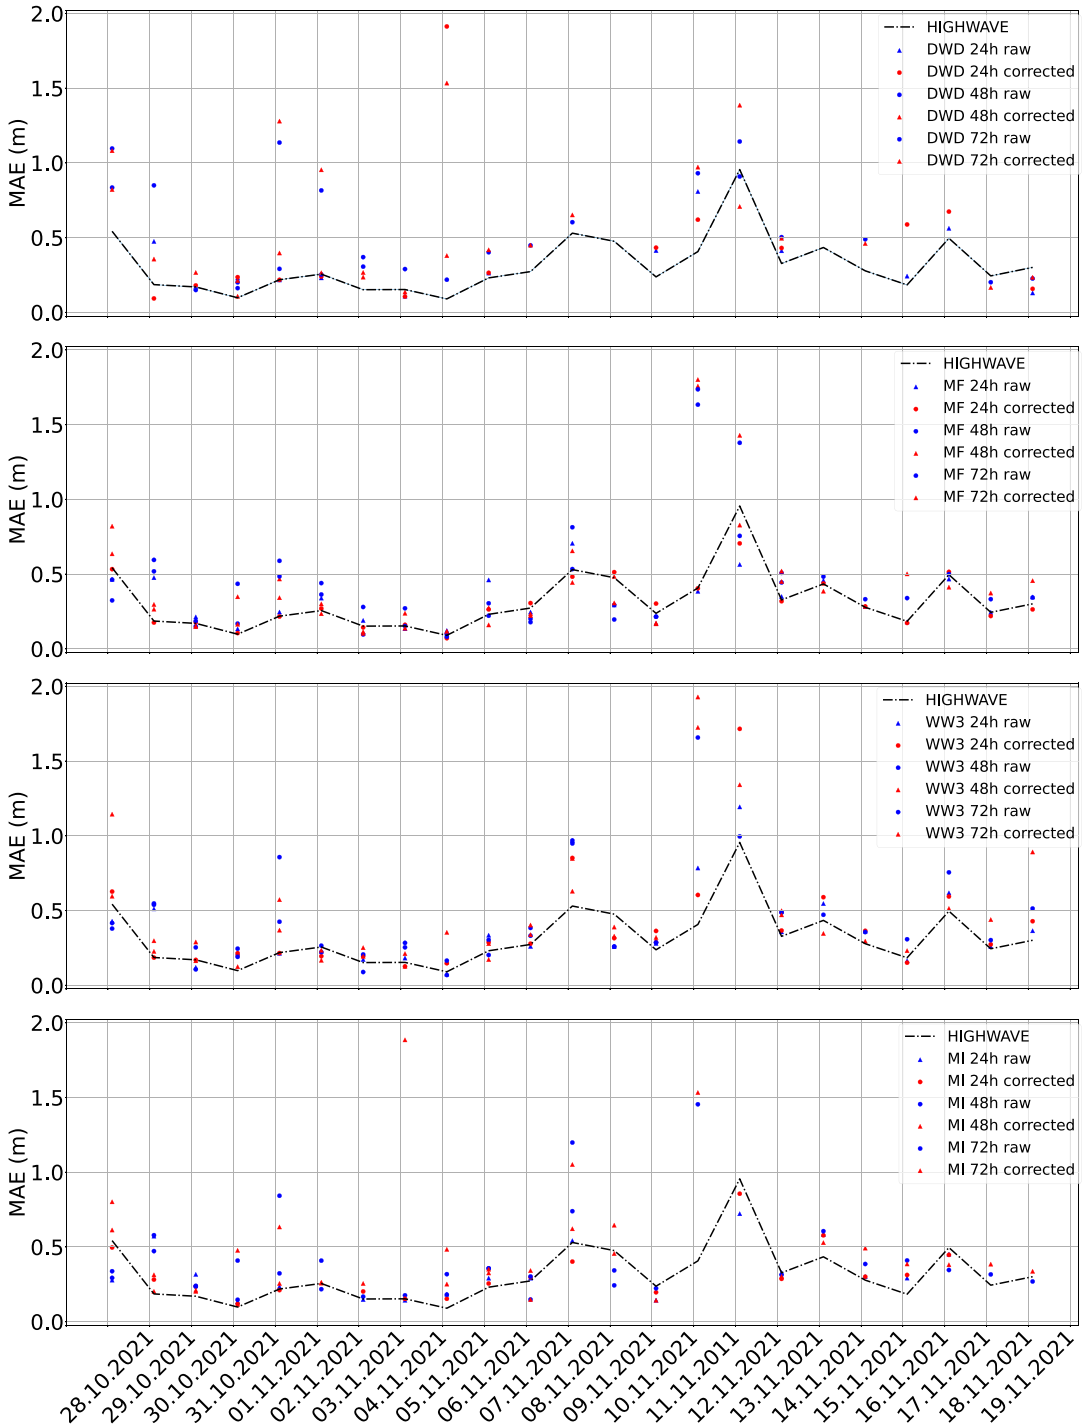 2.0
1.5
1.0
0.5
0.0
MAE (m)
HIGHWAVE
DWD 24h raw
DWD 24h corrected
DWD 48h raw
DWD 48h corrected
DWD 72h raw
DWD 72h corrected
2.0
1.5
1.0
0.5
0.0
MAE (m)
HIGHWAVE
MF 24h raw
MF 24h corrected
MF 48h raw
MF 48h corrected
MF 72h raw
MF 72h corrected
2.0
1.5
1.0
0.5
0.0
MAE (m)
HIGHWAVE
WW3 24h raw
WW3 24h corrected
WW3 48h raw
WW3 48h corrected
WW3 72h raw
WW3 72h corrected
2.0
1.5
1.0
0.5
0.0
MAE (m)
HIGHWAVE
MI 24h raw
MI 24h corrected
MI 48h raw
MI 48h corrected
MI 72h raw
MI 72h corrected
28.10.2021
29.10.2021
30.10.2021
31.10.2021
01.11.2021
02.11.2021
03.11.2021
04.11.2021
05.11.2021
06.11.2021
07.11.2021
08.11.2021
09.11.2021
10.11.2021
11.11.2011
12.11.2021
13.11.2021
14.11.2021
15.11.2021
16.11.2021
17.11.2021
18.11.2021
19.11.2021